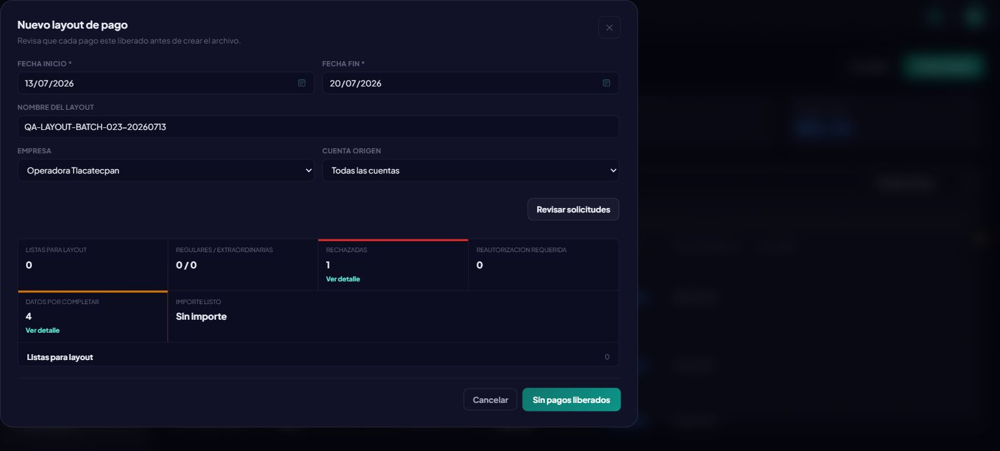 Nuevo layout de pago
Revisa que cada pago este liberado antes de crear el archivo.
FECHA INICIO * FECHA FIN *
13/07/2026 20/07/2026
NOMBRE DEL LAYOUT
QA-LAYOUT-BATCH-023-20260713
EMPRESA CUENTA ORIGEN
Operadora Tlacatecpan Todas las cuentas
Revisar solicitudes
LISTAS PARA LAYOUT REGULARES / EXTRAORDINARIAS RECHAZADAS REAUTORIZACION REQUERIDA
0 0 / 0 1 0
Ver detalle
DATOS POR COMPLETAR IMPORTE LISTO
4 Sin importe
Ver detalle
Listas para layout 0
Cancelar Sin pagos liberados